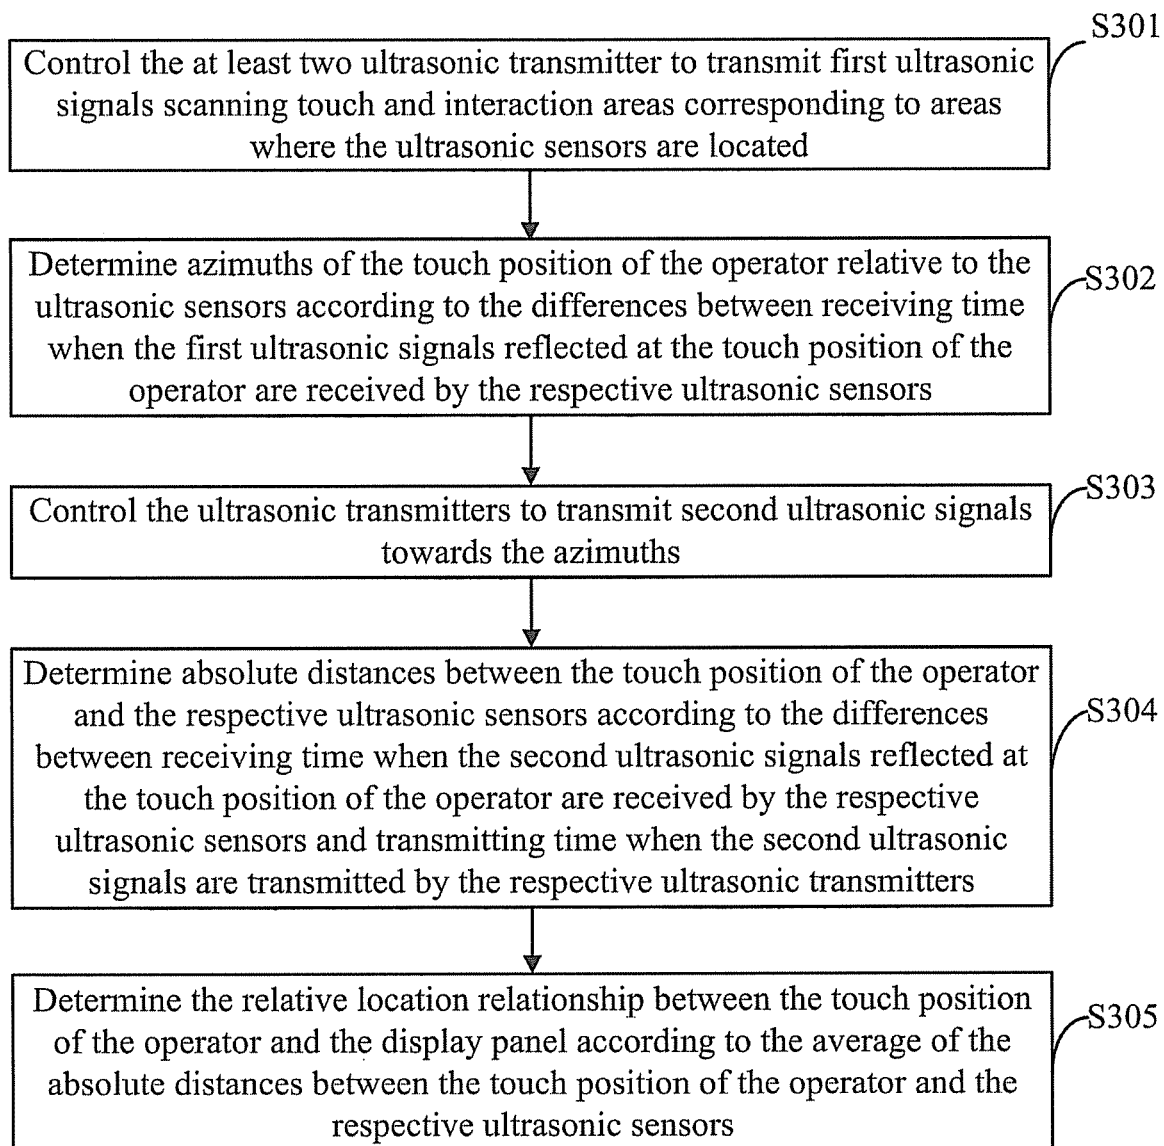 S301
Control the at least two ultrasonic transmitter to transmit first ultrasonic
signals scanning touch and interaction areas corresponding to areas
where the ultrasonic sensors are located
S302
Determine azimuths of the touch position of the operator relative to the
ultrasonic sensors according to the differences between receiving time
when the first ultrasonic signals reflected at the touch position of the
operator are received by the respective ultrasonic sensors
S303
Control the ultrasonic transmitters to transmit second ultrasonic signals
towards the azimuths
S304
Determine absolute distances between the touch position of the operator
and the respective ultrasonic sensors according to the differences
between receiving time when the second ultrasonic signals reflected at
the touch position of the operator are received by the respective
ultrasonic sensors and transmitting time when the second ultrasonic
signals are transmitted by the respective ultrasonic transmitters
S305
Determine the relative location relationship between the touch position
of the operator and the display panel according to the average of the
absolute distances between the touch position of the operator and the
respective ultrasonic sensors